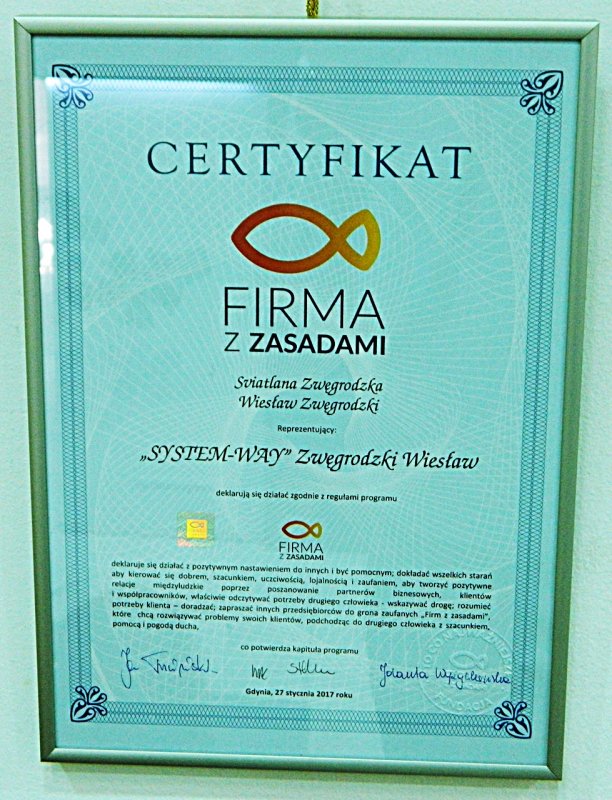 CERTYFIKAT
FIRMA
Z ZASADAMI
Sviatlana Zwęgrodzka
Wiesław Zwęgrodzki
Reprezentujący:
„SYSTEM-WAY” Zwęgrodzki Wiesław
deklarują się działać zgodnie z regułami programu
FIRMA
Z ZASADAMI
deklaruje się działać z pozytywnym nastawieniem do innych i być pomocnym; dokładać wszelkich starań
aby kierować się dobrem, szacunkiem, uczciwością, lojalnością i zaufaniem, aby tworzyć pozytywne
relacje międzyludzkie poprzez poszanowanie partnerów biznesowych, klientów
i współpracowników, właściwie odczytywać potrzeby drugiego człowieka - wskazywać drogę; rozumieć
potrzeby klienta – doradzać; zapraszać innych przedsiębiorców do grona zaufanych „Firm z zasadami”,
które chcą rozwiązywać problemy swoich klientów, podchodząc do drugiego człowieka z szacunkiem,
pomocą i pogodą ducha,
co potwierdza kapituła programu
Jolanta
Gdynia, 27 stycznia 2017 roku